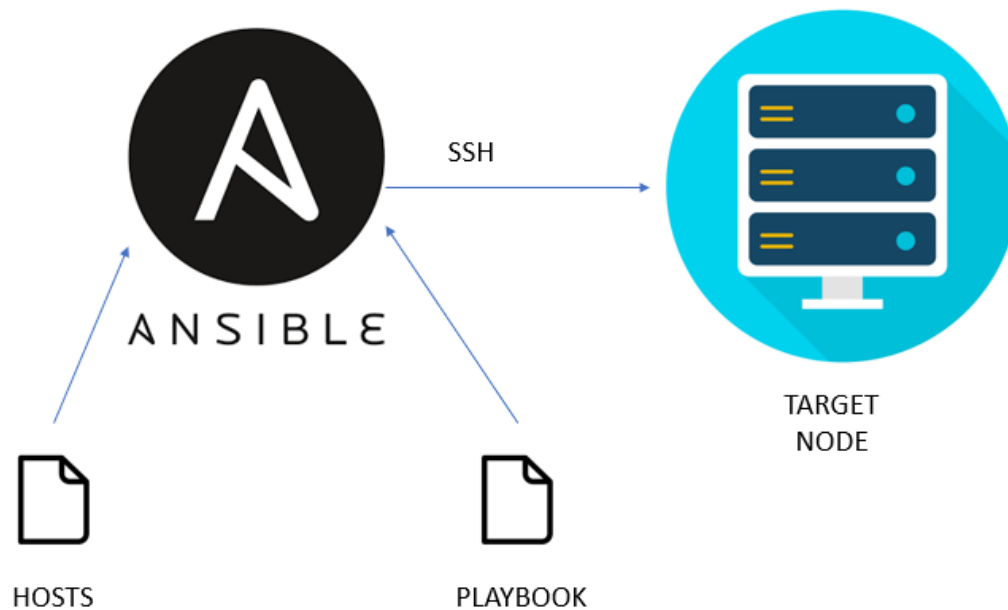 SSH
ANSIBLE
TARGET
NODE
HOSTS
PLAYBOOK